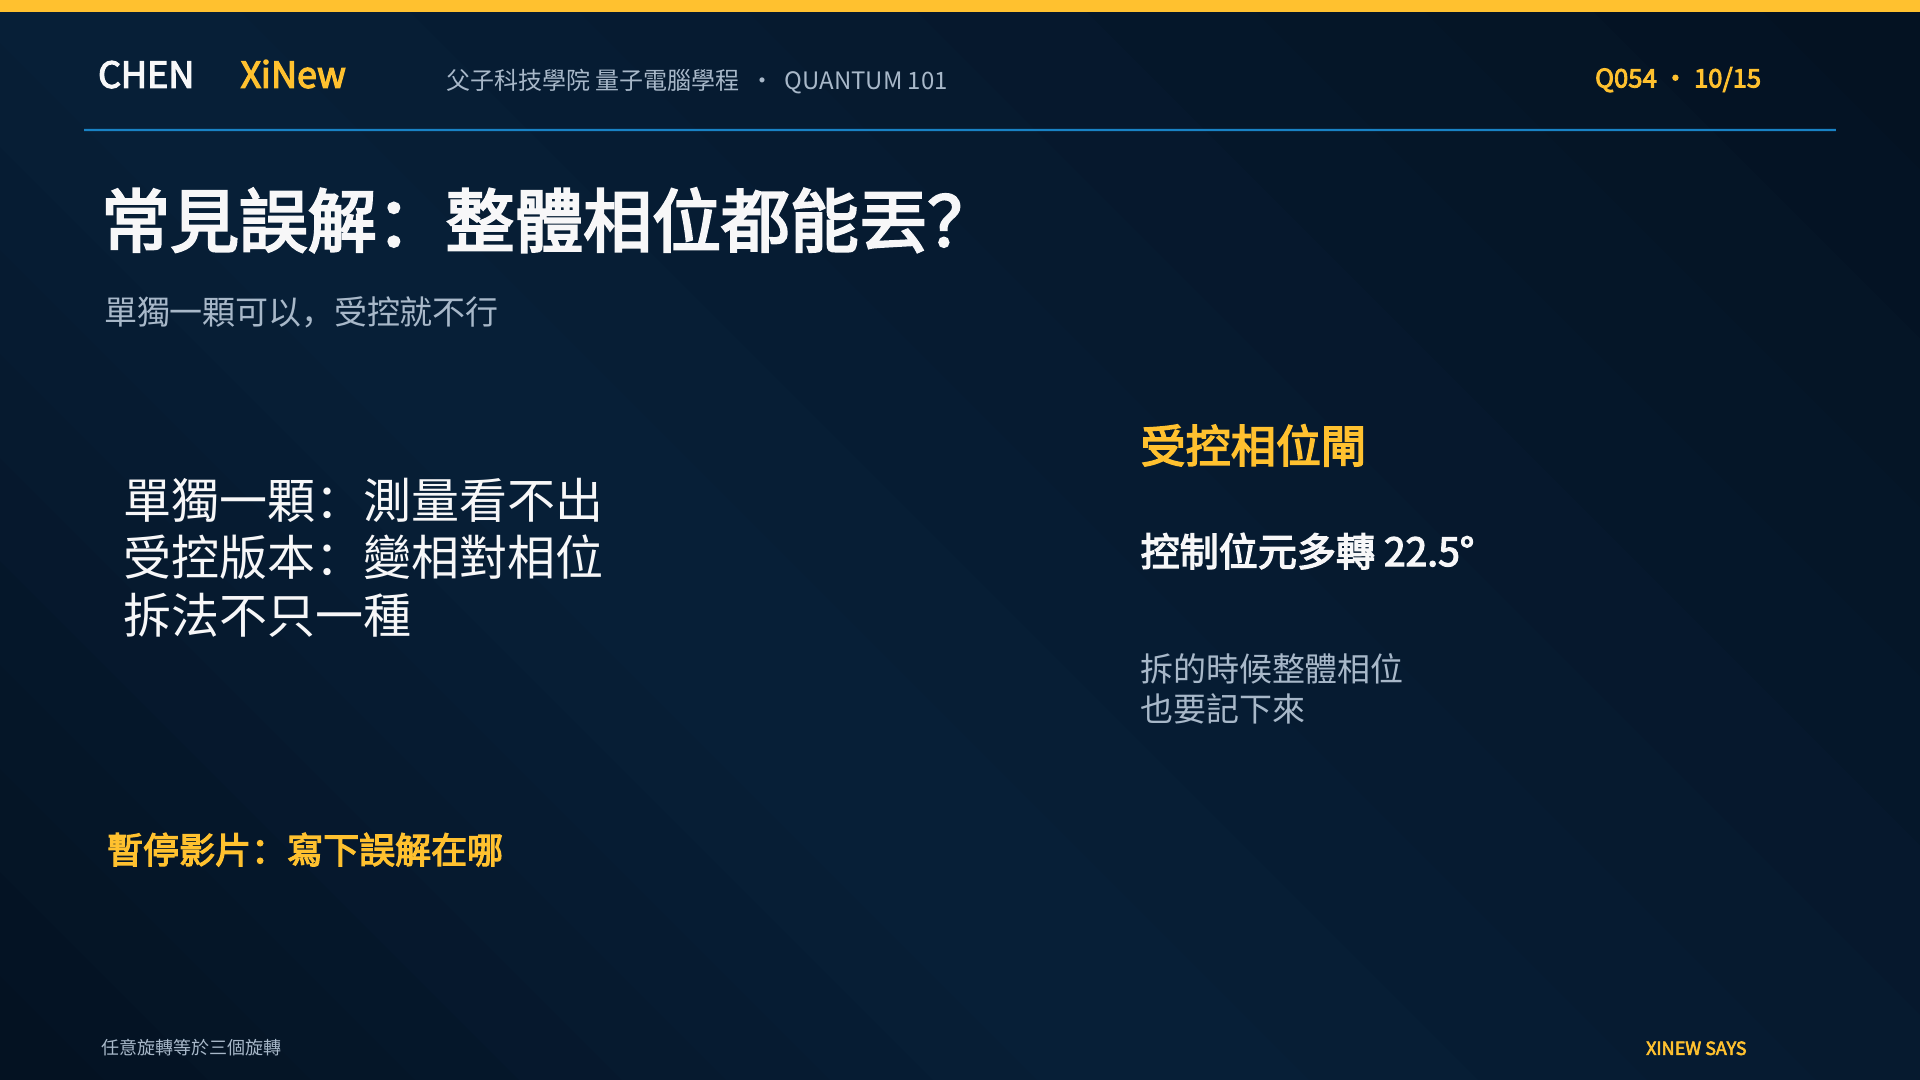 CHEN XiNew 父子科技學院 量子電腦學程 · QUANTUM 101 Q054 · 10/15
常見誤解：整體相位都能丟?
單獨一顆可以，受控就不行
單獨一顆：測量看不出
受控版本：變相對相位
拆法不只一種
受控相位閘
控制位元多轉 22.5°
拆的時候整體相位
也要記下來
暫停影片：寫下誤解在哪
任意旋轉等於三個旋轉
XINEW SAYS